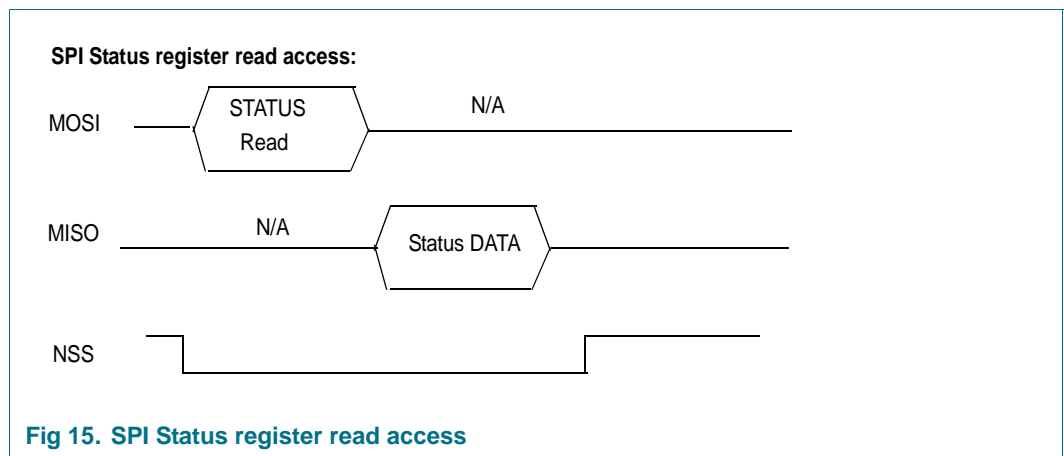 SPI Status register read access:
MOSI
STATUS
Read
N/A
MISO
N/A
Status DATA
NSS
Fig 15. SPI Status register read access